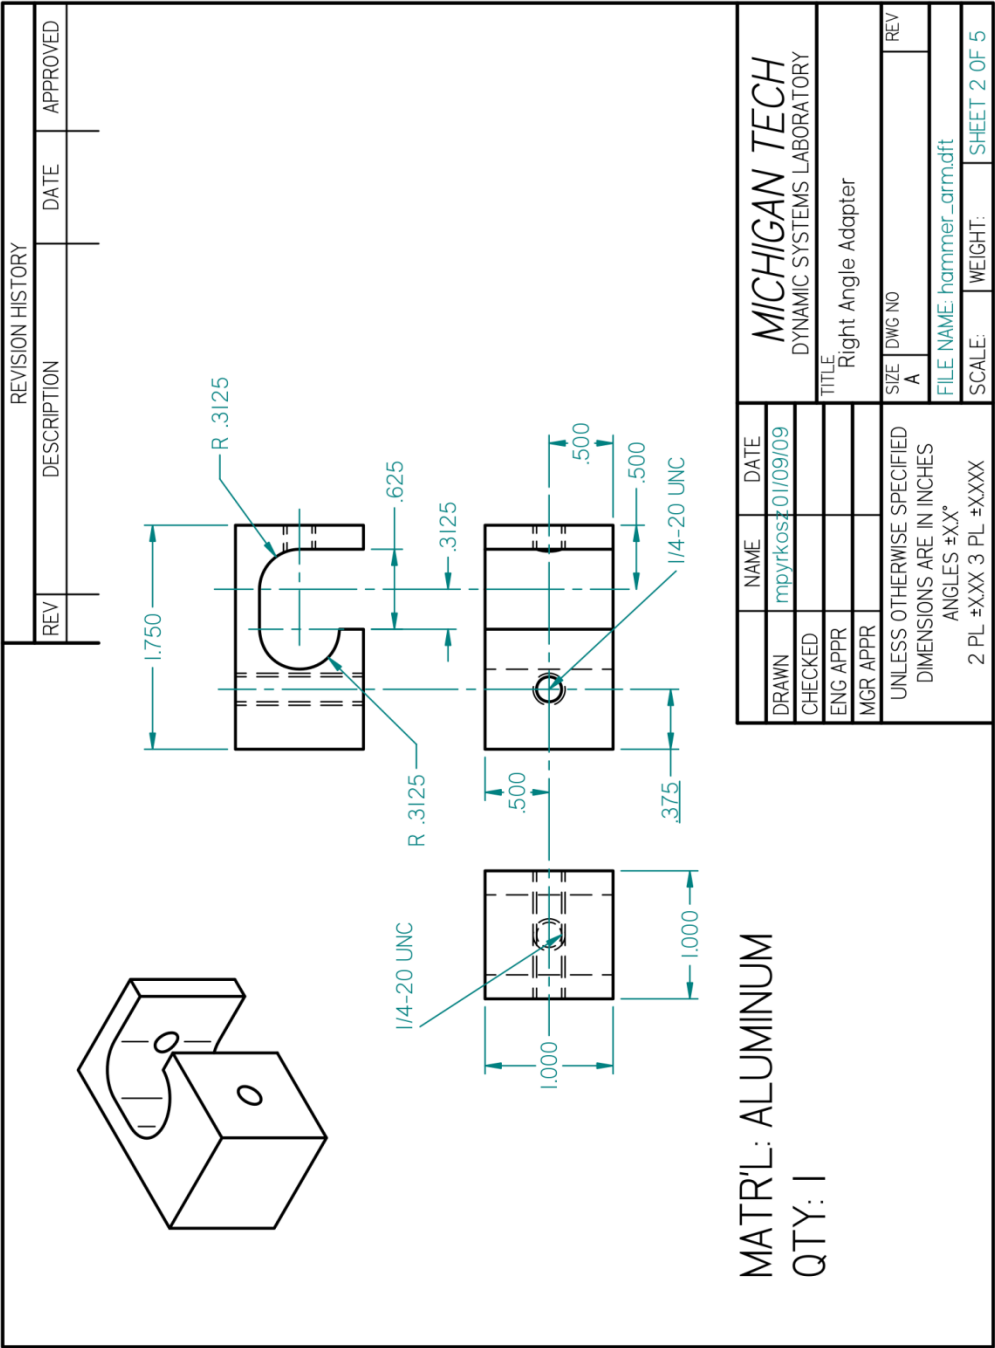 REVISION HISTORY
REV DESCRIPTION DATE APPROVED
1.750
R .3125
.625
.3125
R .3125
.500
.500
.500
.375
1/4-20 UNC
1/4-20 UNC
1.000
1.000
MATR'L: ALUMINUM
QTY: 1
NAME DATE
DRAWN mpyrkosz 01/09/09
CHECKED
ENG APPR
MGR APPR
UNLESS OTHERWISE SPECIFIED
DIMENSIONS ARE IN INCHES
ANGLES ±X.X°
2 PL ±X.XX 3 PL ±X.XXX
MICHIGAN TECH
DYNAMIC SYSTEMS LABORATORY
TITLE
Right Angle Adapter
SIZE DWG NO REV
A
FILE NAME: hammer_arm.dft
SCALE: WEIGHT: SHEET 2 OF 5